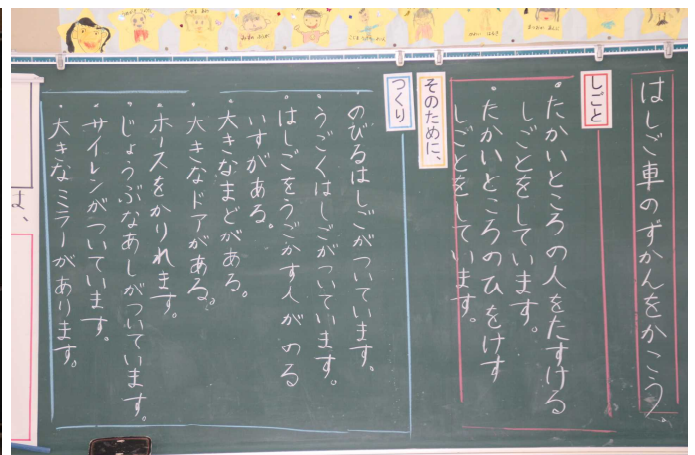 はしご車のずかんをかこう。
しごと
・たかいところの人をたすける
しごとをしています。
・たかいところのひをけす
しごとをしています。
そのために、
つくり
・のびるはしごがついています。
・うごくはしごがついています。
・はしごをうごかす人がのる
いすがある。
・大きなまどがある。
・大きなドアがある。
・ホースをかりれます。
・じょうぶなあしがついています。
・サイレンがついています。
・大きなミラーがあります。
は、